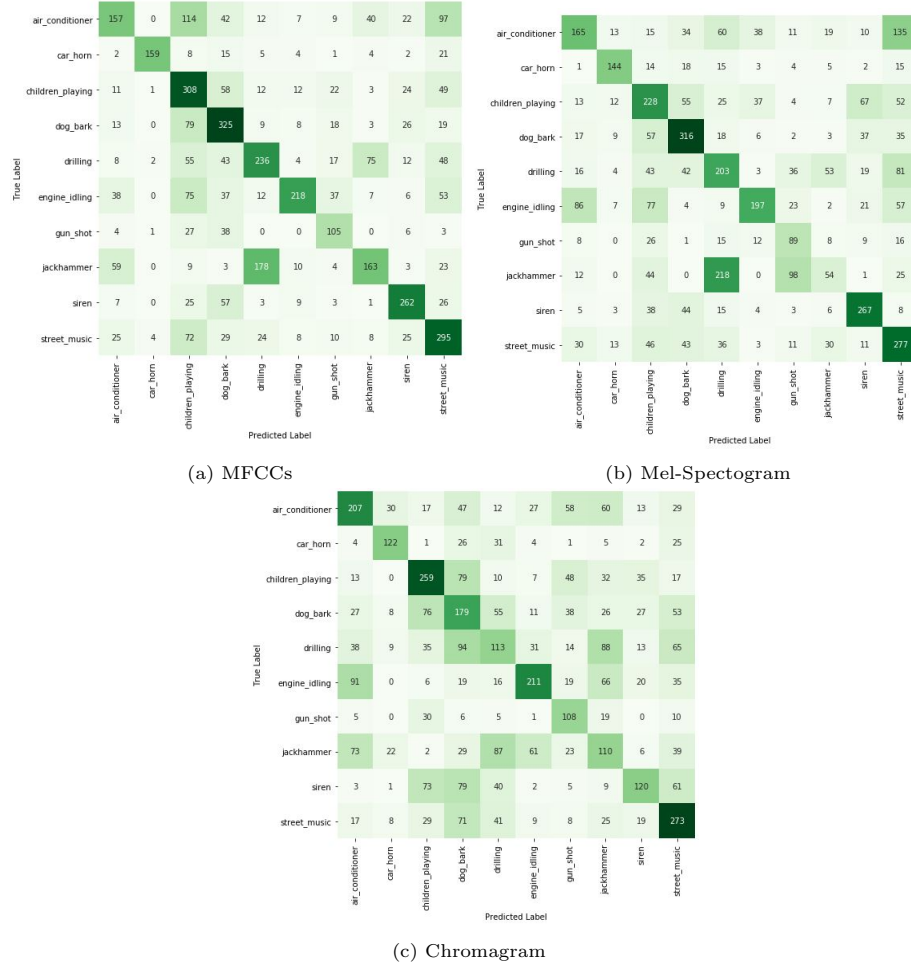 air_conditioner 157 0 114 42 12 7 9 40 22 97
car_horn 2 159 8 15 5 4 1 4 2 21
children_playing 11 1 308 58 12 12 22 3 24 49
dog_bark 13 0 79 325 9 8 18 3 26 19
drilling 8 2 55 43 236 4 17 75 12 48
engine_idling 38 0 75 37 12 218 37 7 6 53
gun_shot 4 1 27 38 0 0 105 0 6 3
jackhammer 59 0 9 3 178 10 4 163 3 23
siren 7 0 25 57 3 9 3 1 262 26
street_music 25 4 72 29 24 8 10 8 25 295
True Label
air_conditioner car_horn children_playing dog_bark drilling engine_idling gun_shot jackhammer siren street_music
Predicted Label
(a) MFCCs
air_conditioner 165 13 15 34 60 38 11 19 10 135
car_horn 1 144 14 18 15 3 4 5 2 15
children_playing 13 12 228 55 25 37 4 7 67 52
dog_bark 17 9 57 316 18 6 2 3 37 35
drilling 16 4 43 42 203 3 36 53 19 81
engine_idling 86 7 77 4 9 197 23 2 21 57
gun_shot 8 0 26 1 15 12 89 8 9 16
jackhammer 12 0 44 0 218 0 98 54 1 25
siren 5 3 38 44 15 4 3 6 267 8
street_music 30 13 46 43 36 3 11 30 11 277
True Label
air_conditioner car_horn children_playing dog_bark drilling engine_idling gun_shot jackhammer siren street_music
Predicted Label
(b) Mel-Spectogram
air_conditioner 207 30 17 47 12 27 58 60 13 29
car_horn 4 122 1 26 31 4 1 5 2 25
children_playing 13 0 259 79 10 7 48 32 35 17
dog_bark 27 8 76 179 55 11 38 26 27 53
drilling 38 9 35 94 113 31 14 88 13 65
engine_idling 91 0 6 19 16 211 19 66 20 35
gun_shot 5 0 30 6 5 1 108 19 0 10
jackhammer 73 22 2 29 87 61 23 110 6 39
siren 3 1 73 79 40 2 5 9 120 61
street_music 17 8 29 71 41 9 8 25 19 273
True Label
air_conditioner car_horn children_playing dog_bark drilling engine_idling gun_shot jackhammer siren street_music
Predicted Label
(c) Chromagram